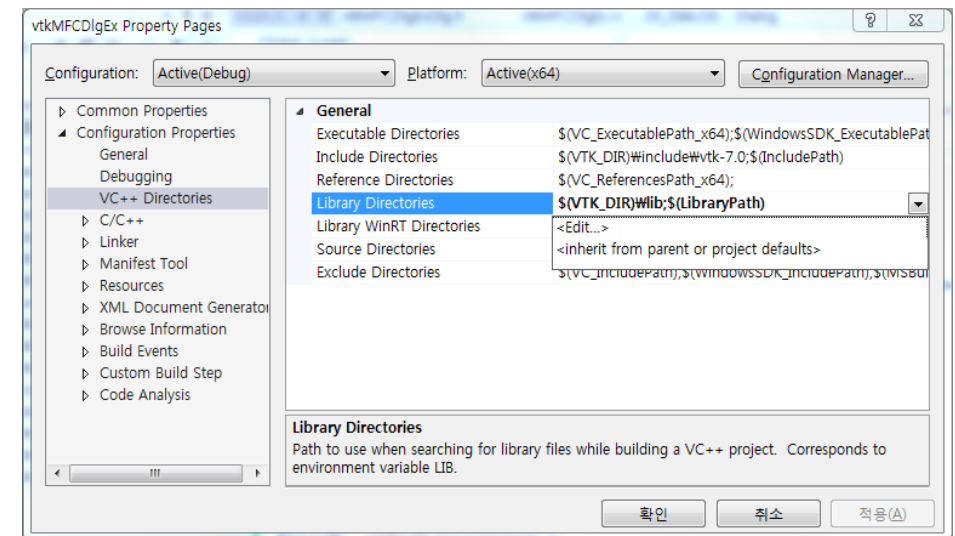 vtkMFCDlgEx Property Pages
Configuration: Active(Debug) Platform: Active(x64) Configuration Manager...
Common Properties
Configuration Properties
General
Debugging
VC++ Directories
C/C++
Linker
Manifest Tool
Resources
XML Document Generator
Browse Information
Build Events
Custom Build Step
Code Analysis
General
Executable Directories $(VC_ExecutablePath_x64);$(WindowsSDK_ExecutablePat
Include Directories $(VTK_DIR)₩include₩vtk-7.0;$(IncludePath)
Reference Directories $(VC_ReferencesPath_x64);
Library Directories $(VTK_DIR)₩lib;$(LibraryPath)
Library WinRT Directories <Edit...>
Source Directories <inherit from parent or project defaults>
Exclude Directories $(VC_IncludePath);$(WindowsSDK_IncludePath);$(MSBui
Library Directories
Path to use when searching for library files while building a VC++ project. Corresponds to
environment variable LIB.
확인 취소 적용(A)